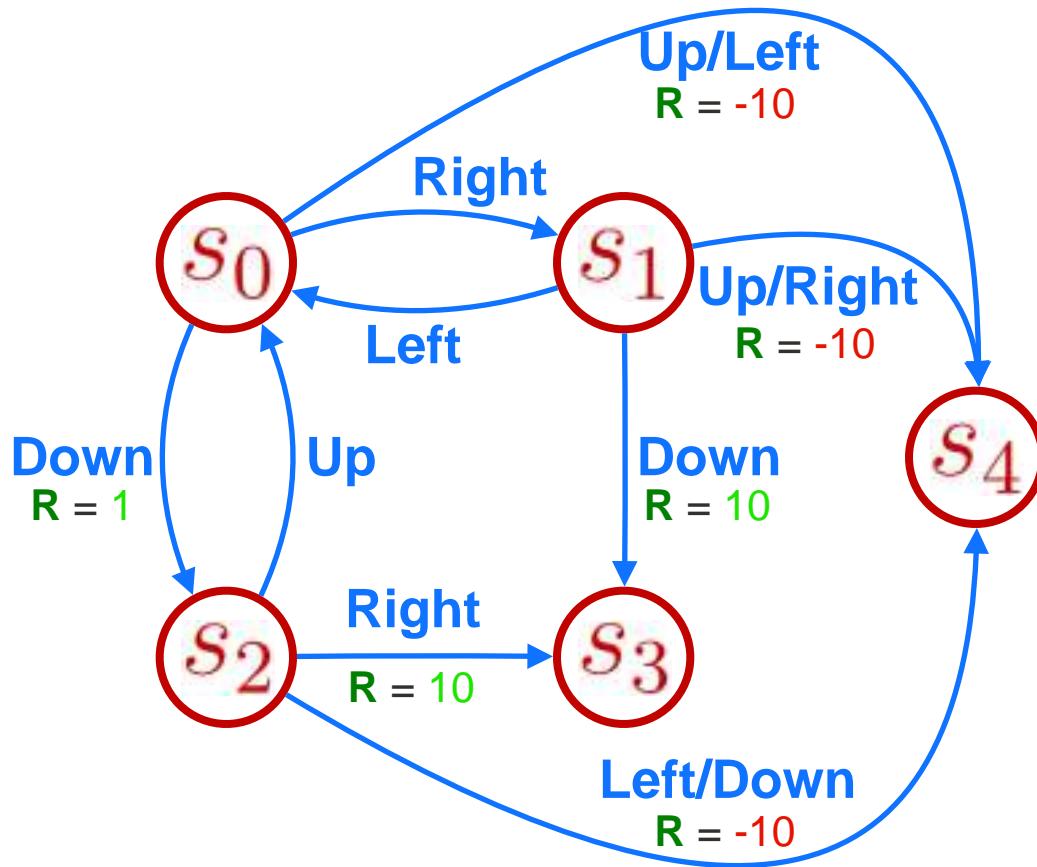 Up/Left
R = -10
Right
s0
s1
Up/Right
R = -10
Left
Down
R = 1
Up
Down
R = 10
s4
Right
R = 10
s2
s3
Left/Down
R = -10